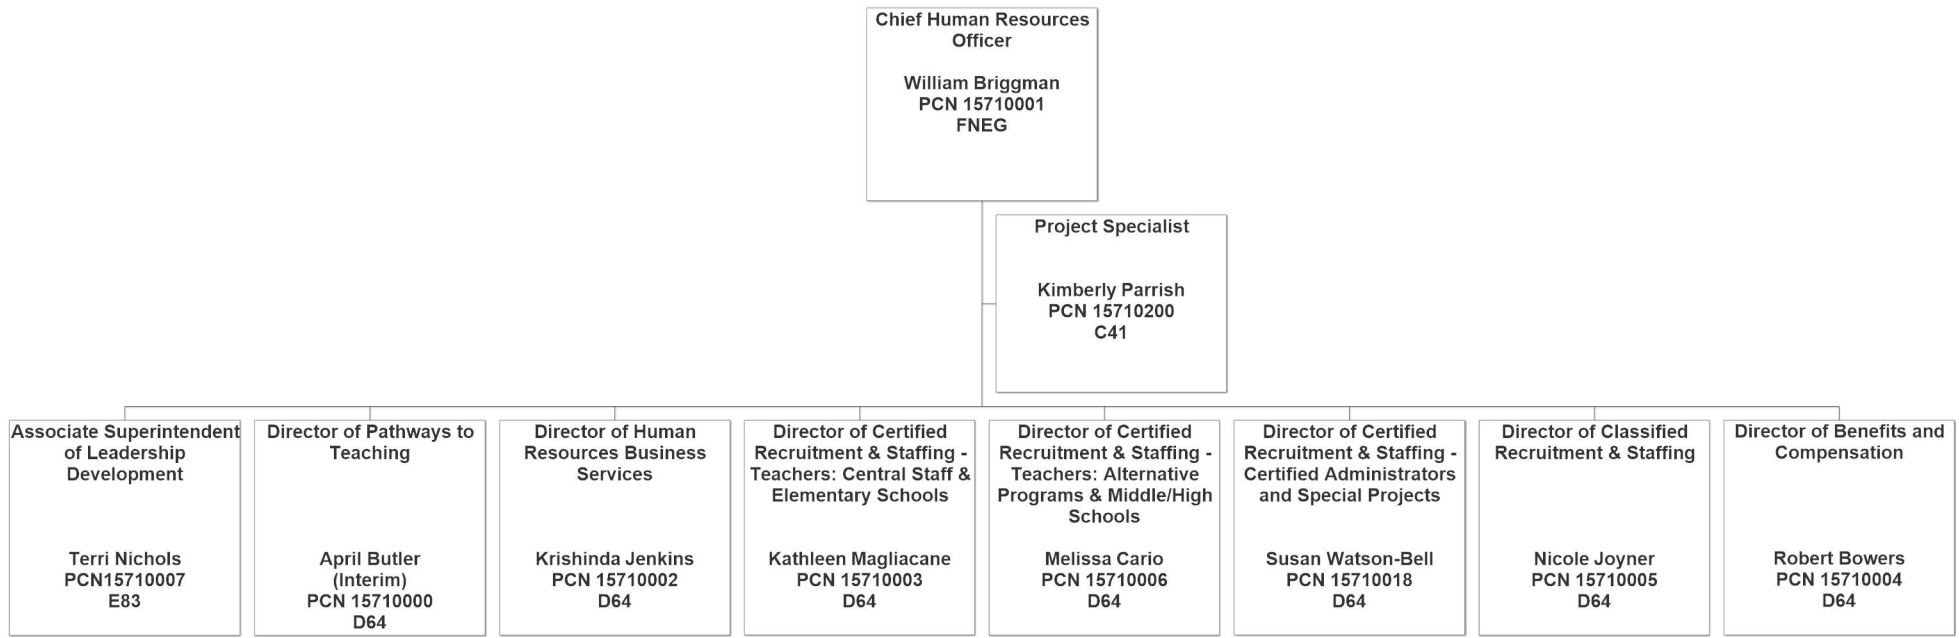 Chief Human Resources
Officer
William Briggman
PCN 15710001
FNEG
Project Specialist
Kimberly Parrish
PCN 15710200
C41
Associate Superintendent
of Leadership
Development
Terri Nichols
PCN15710007
E83
Director of Pathways to
Teaching
April Butler
(Interim)
PCN 15710000
D64
Director of Human
Resources Business
Services
Krishinda Jenkins
PCN 15710002
D64
Director of Certified
Recruitment & Staffing -
Teachers: Central Staff &
Elementary Schools
Kathleen Magliacane
PCN 15710003
D64
Director of Certified
Recruitment & Staffing -
Teachers: Alternative
Programs & Middle/High
Schools
Melissa Cario
PCN 15710006
D64
Director of Certified
Recruitment & Staffing -
Certified Administrators
and Special Projects
Susan Watson-Bell
PCN 15710018
D64
Director of Classified
Recruitment & Staffing
Nicole Joyner
PCN 15710005
D64
Director of Benefits and
Compensation
Robert Bowers
PCN 15710004
D64